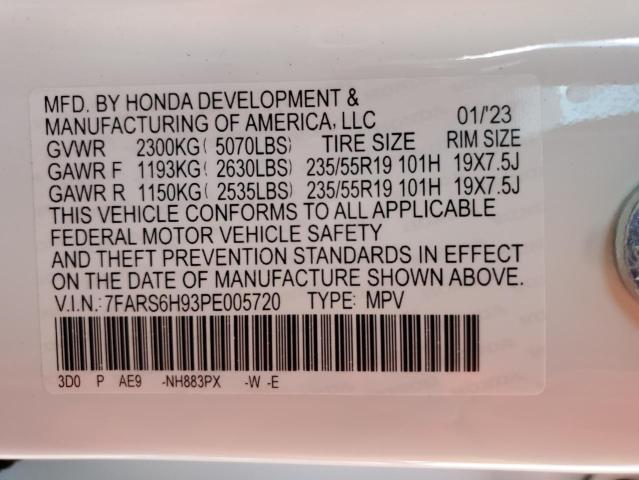 MFD. BY HONDA DEVELOPMENT &
MANUFACTURING OF AMERICA, LLC 01/'23
GVWR 2300KG( 5070LBS) TIRE SIZE RIM SIZE
GAWR F 1193KG( 2630LBS) 235/55R19 101H 19X7.5J
GAWR R 1150KG( 2535LBS) 235/55R19 101H 19X7.5J
THIS VEHICLE CONFORMS TO ALL APPLICABLE
FEDERAL MOTOR VEHICLE SAFETY
AND THEFT PREVENTION STANDARDS IN EFFECT
ON THE DATE OF MANUFACTURE SHOWN ABOVE.
V.I.N.:7FARS6H93PE005720 TYPE: MPV
3D0 P AE9 -NH883PX -W -E